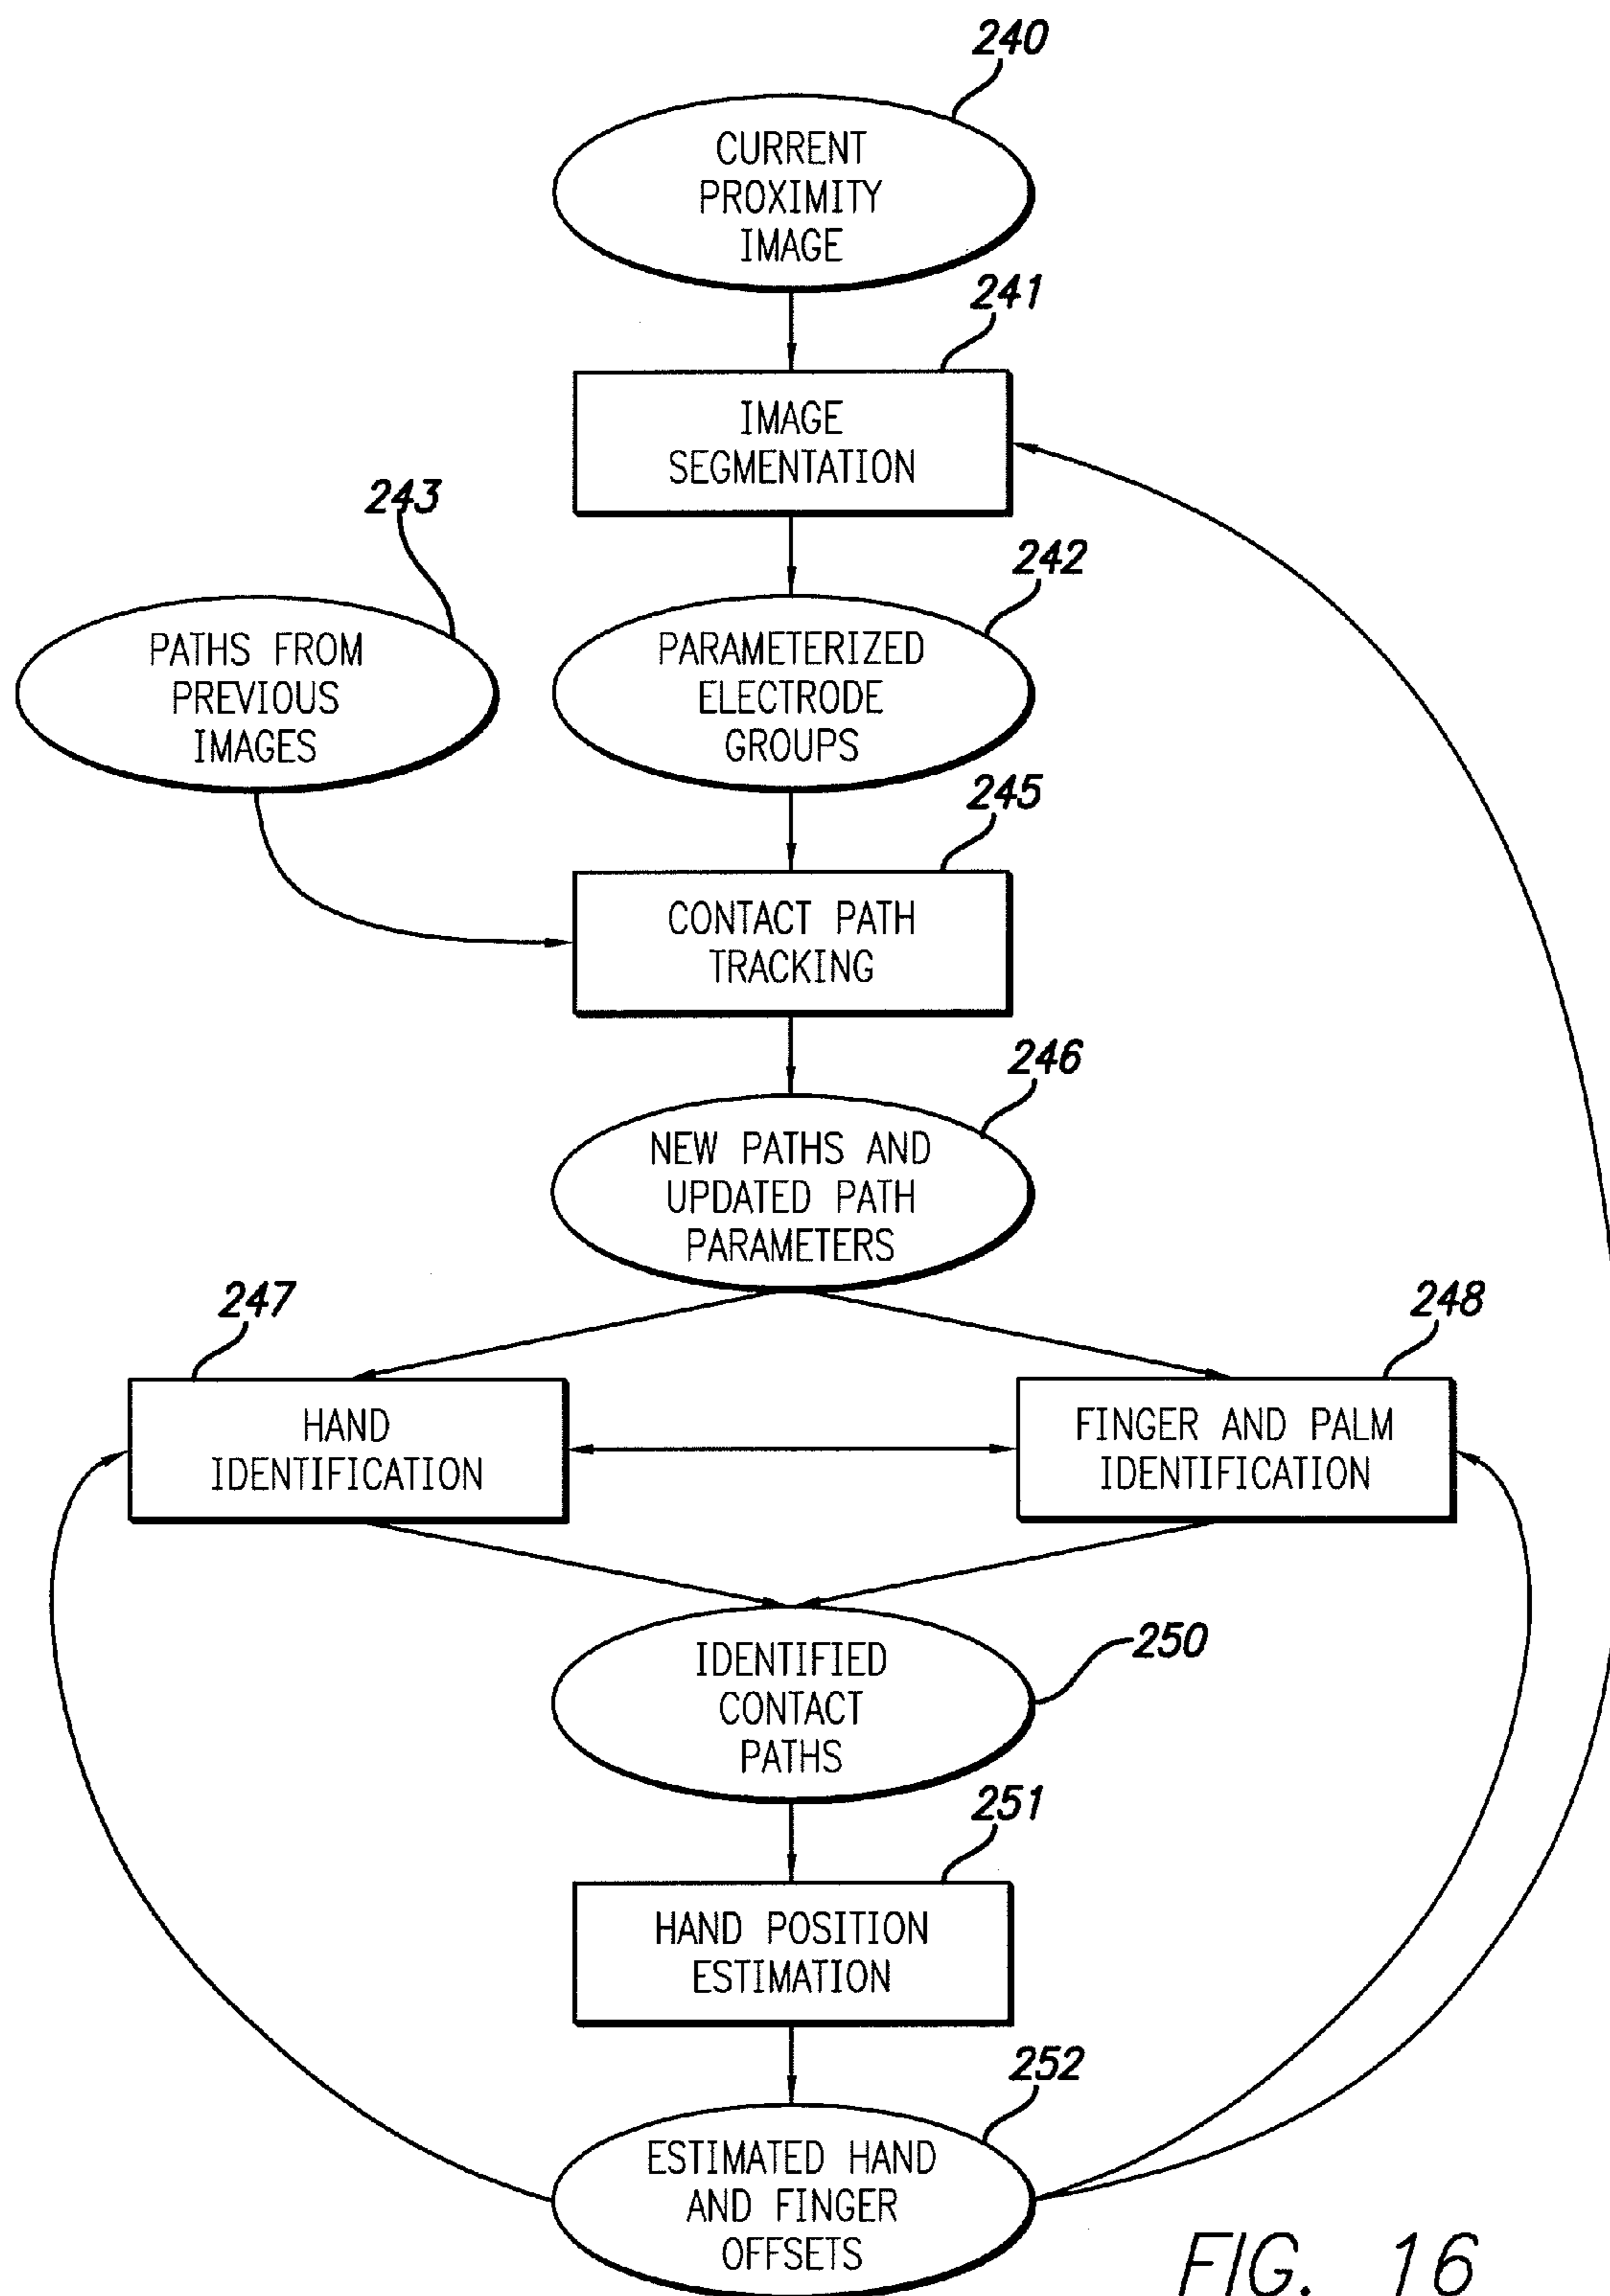 240
CURRENT
PROXIMITY
IMAGE
241
IMAGE
SEGMENTATION
243
242
PATHS FROM
PREVIOUS
IMAGES
PARAMETERIZED
ELECTRODE
GROUPS
245
CONTACT PATH
TRACKING
246
NEW PATHS AND
UPDATED PATH
PARAMETERS
247
248
HAND
IDENTIFICATION
FINGER AND PALM
IDENTIFICATION
250
IDENTIFIED
CONTACT
PATHS
251
HAND POSITION
ESTIMATION
252
ESTIMATED HAND
AND FINGER
OFFSETS
FIG. 16